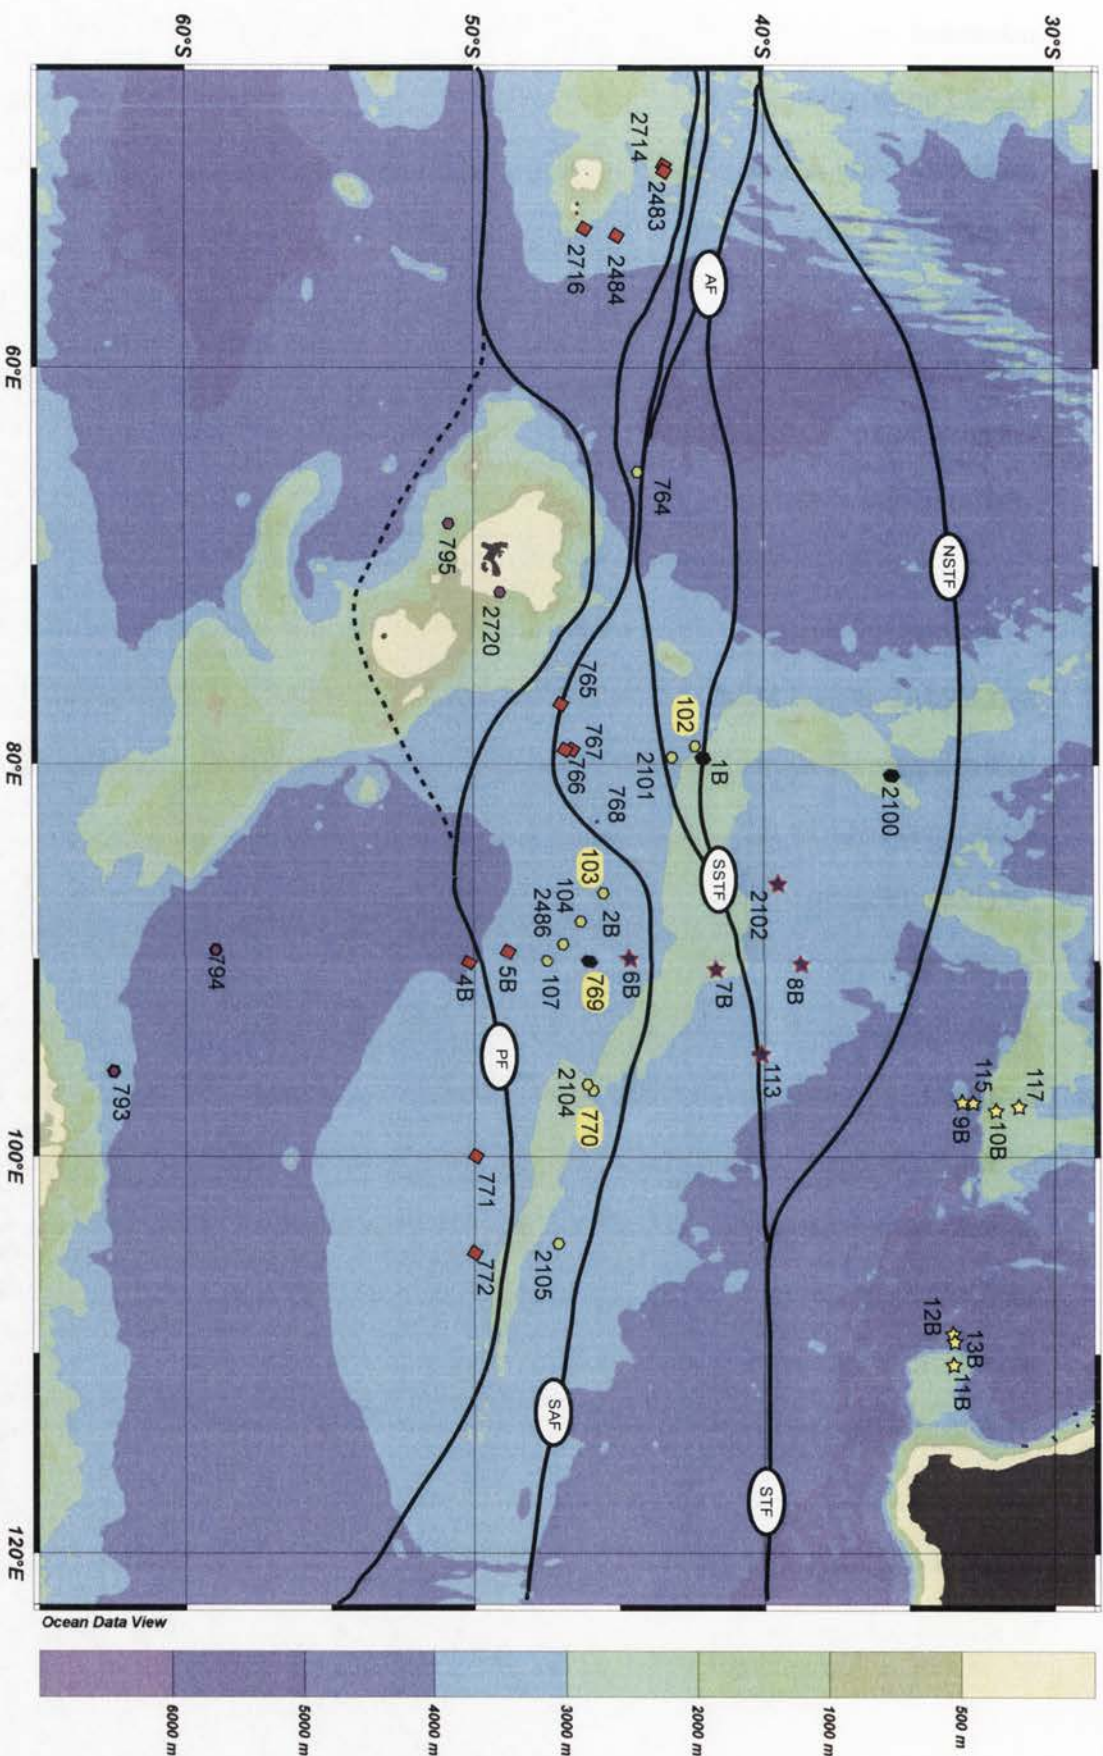 60°S
50°S
40°S
30°S
2714
2483
2484
2716
AF
60°E
764
NSTF
795
2720
765
102
767
766
80°E
2101
1B
2100
768
SSTF
103
2102
104
2B
2486
794
4B
5B
107
769
6B
7B
8B
PF
113
793
2104
770
9B
115
10B
117
100°E
771
772
2105
12B
13B
11B
SAF
STF
120°E
Ocean Data View
6000 m
5000 m
4000 m
3000 m
2000 m
1000 m
500 m